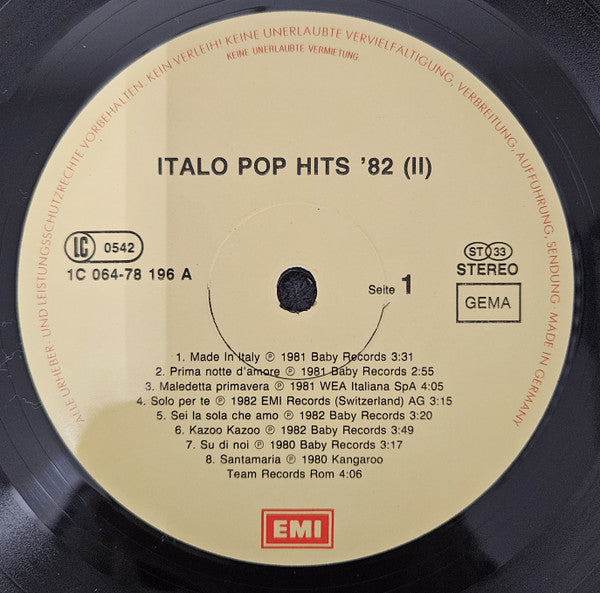 ALLE URHEBER- UND LEISTUNGSSCHUTZRECHTE VORBEHALTEN. KEIN VERLEIH! KEINE UNERLAUBTE VERVIELFÄLTIGUNG, VERBREITUNG, AUFFÜHRUNG, SENDUNG · MADE IN GERMANY
KEINE UNERLAUBTE VERMIETUNG.
ITALO POP HITS '82 (II)
LC 0542
1C 064-78 196 A
ST 33
STEREO
Seite 1
GEMA
1. Made In Italy ℗ 1981 Baby Records 3:31
2. Prima notte d'amore ℗ 1981 Baby Records 2:55
3. Maledetta primavera ℗ 1981 WEA Italiana SpA 4:05
4. Solo per te ℗ 1982 EMI Records (Switzerland) AG 3:15
5. Sei la sola che amo ℗ 1982 Baby Records 3:20
6. Kazoo Kazoo ℗ 1982 Baby Records 3:49
7. Su di noi ℗ 1980 Baby Records 3:17
8. Santamaria ℗ 1980 Kangaroo
Team Records Rom 4:06
EMI